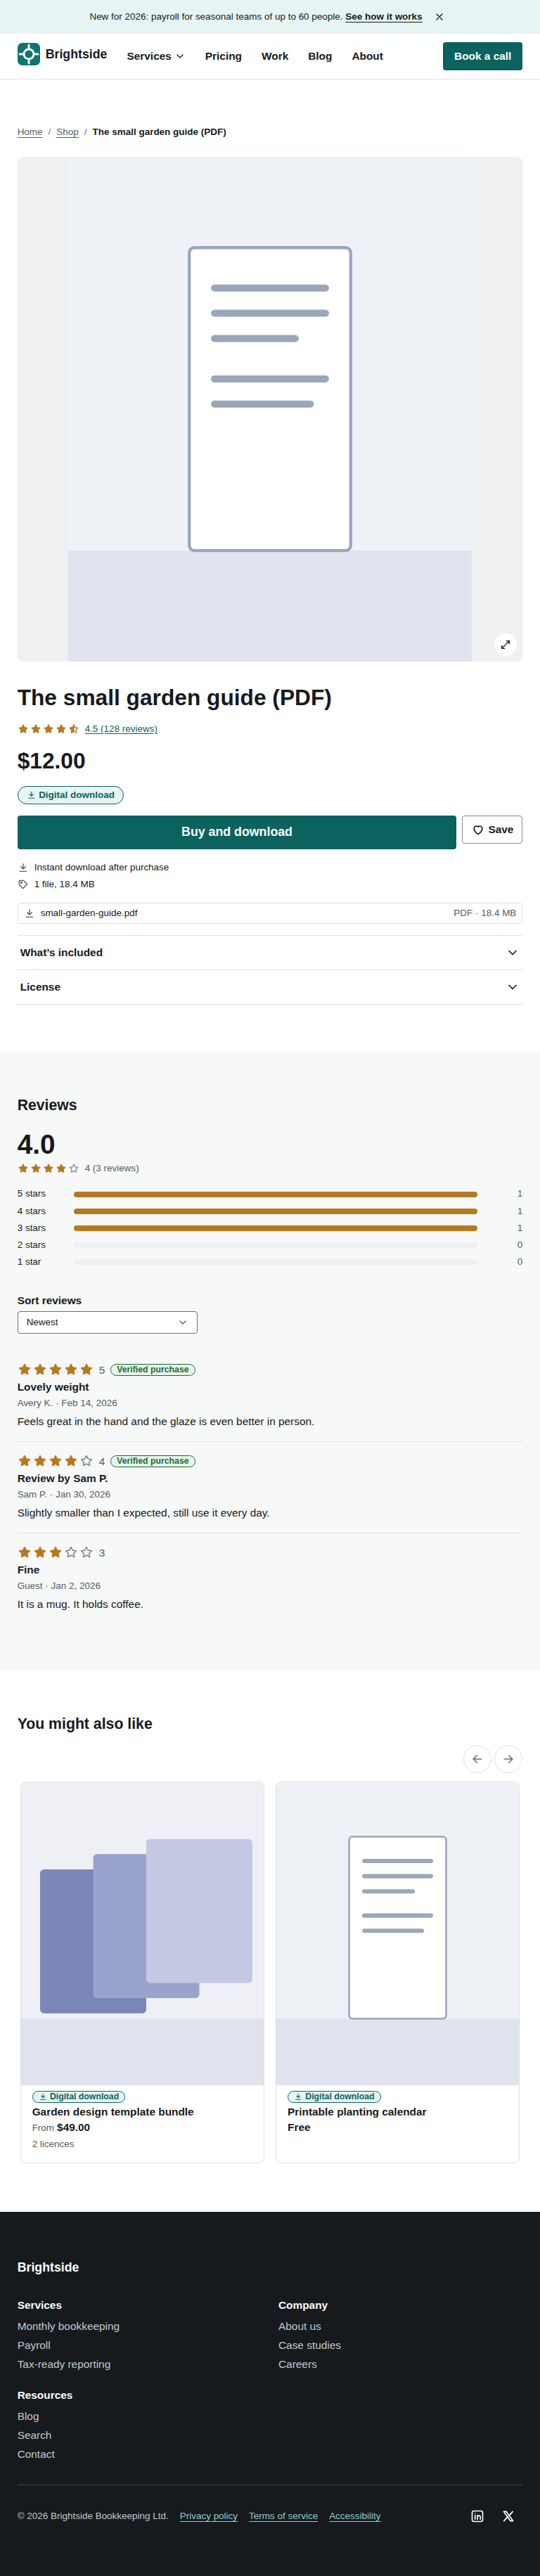 New for 2026: payroll for seasonal teams of up to 60 people. See how it works
Brightside
Services
Pricing
Work
Blog
About
Book a call
Home / Shop / The small garden guide (PDF)
The small garden guide (PDF)
4.5 (128 reviews)
$12.00
Digital download
Buy and download
Save
Instant download after purchase
1 file, 18.4 MB
small-garden-guide.pdf PDF · 18.4 MB
What’s included
License
Reviews
4.0
4 (3 reviews)
5 stars 1
4 stars 1
3 stars 1
2 stars 0
1 star 0
Sort reviews
Newest
5 Verified purchase
Lovely weight
Avery K. · Feb 14, 2026
Feels great in the hand and the glaze is even better in person.
4 Verified purchase
Review by Sam P.
Sam P. · Jan 30, 2026
Slightly smaller than I expected, still use it every day.
3
Fine
Guest · Jan 2, 2026
It is a mug. It holds coffee.
You might also like
Digital download
Garden design template bundle
From $49.00
2 licences
Digital download
Printable planting calendar
Free
Brightside
Services
Monthly bookkeeping
Payroll
Tax-ready reporting
Company
About us
Case studies
Careers
Resources
Blog
Search
Contact
© 2026 Brightside Bookkeeping Ltd. Privacy policy Terms of service Accessibility